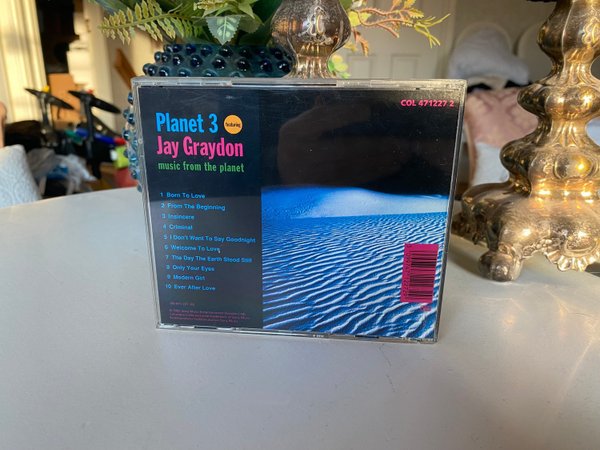 COL 471227 2
Planet 3 featuring
Jay Graydon
music from the planet
1 Born To Love
2 From The Beginning
3 Insincere
4 Criminal
5 I Don't Want To Say Goodnight
6 Welcome To Love
7 The Day The Earth Stood Still
8 Only Your Eyes
9 Modern Girl
10 Ever After Love